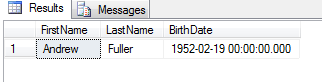 Results Messages
FirstName LastName BirthDate
1 Andrew Fuller 1952-02-19 00:00:00.000